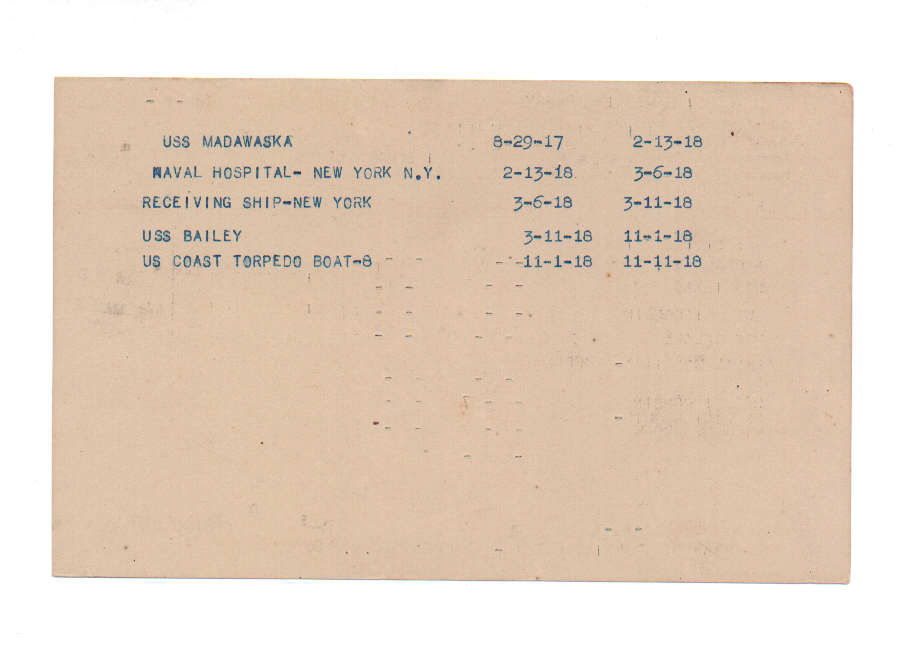 USS MADAWASKA 8-29-17 2-13-18
NAVAL HOSPITAL- NEW YORK N.Y. 2-13-18 3-6-18
RECEIVING SHIP-NEW YORK 3-6-18 3-11-18
USS BAILEY 3-11-18 11-1-18
US COAST TORPEDO BOAT-8 11-1-18 11-11-18